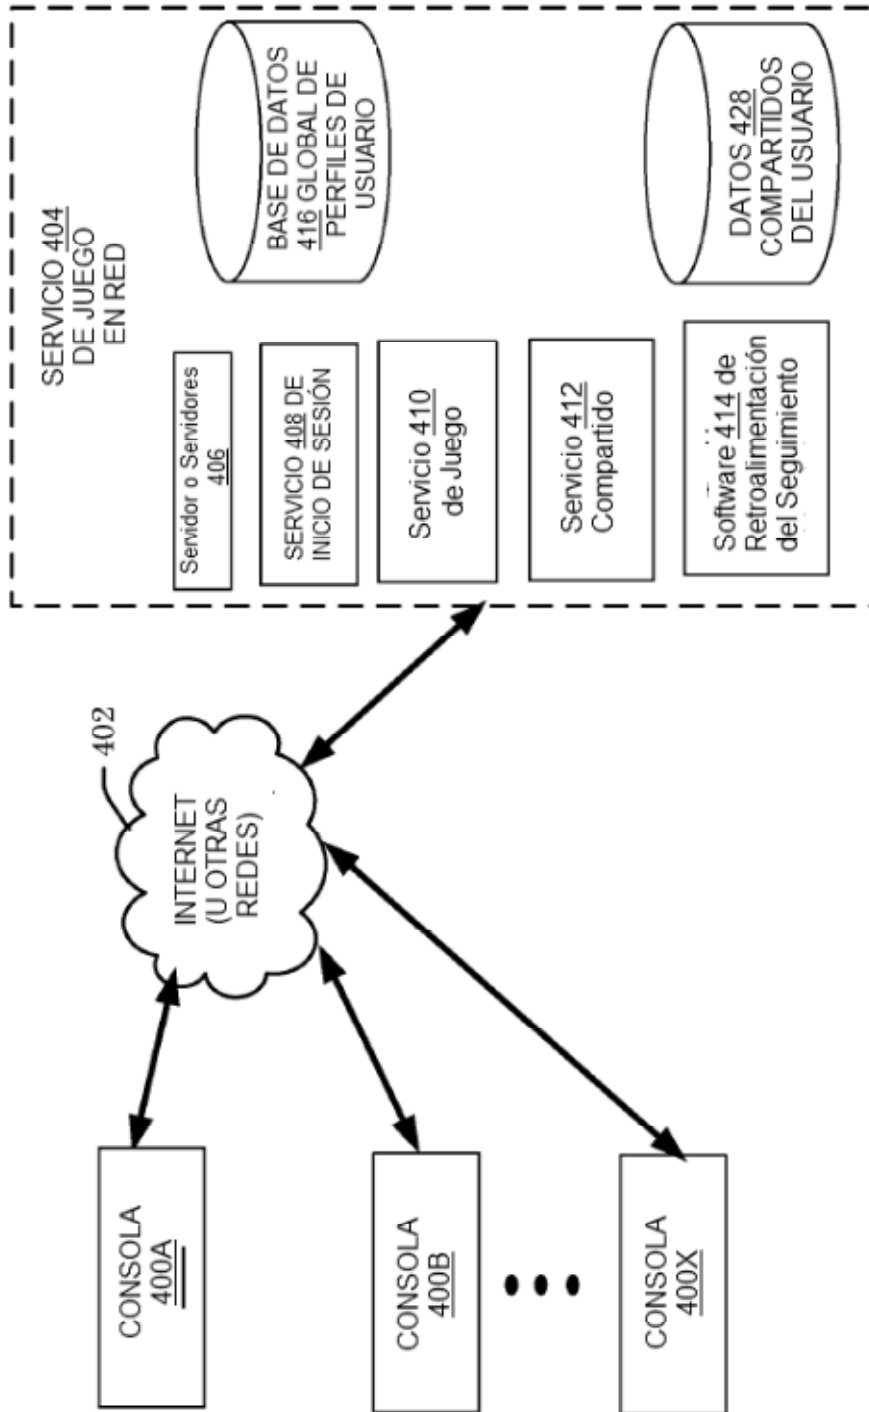 SERVICIO 404
DE JUEGO
EN RED
Servidor o Servidores
406
SERVICIO 408 DE
INICIO DE SESIÓN
Servicio 410
de Juego
Servicio 412
Compartido
Software 414 de
Retroalimentación
del Seguimiento
BASE DE DATOS
416 GLOBAL DE
PERFILES DE
USUARIO
DATOS 428
COMPARTIDOS
DEL USUARIO
402
INTERNET
(U OTRAS
REDES)
CONSOLA
400A
CONSOLA
400B
CONSOLA
400X